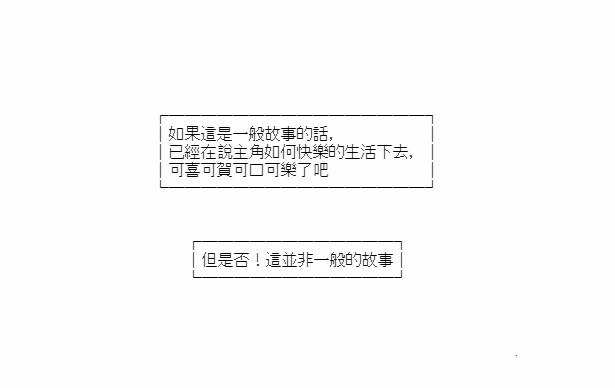 如果這是一般故事的話,
已經在說主角如何快樂的生活下去,
可喜可賀可口可樂了吧
但是否！這並非一般的故事